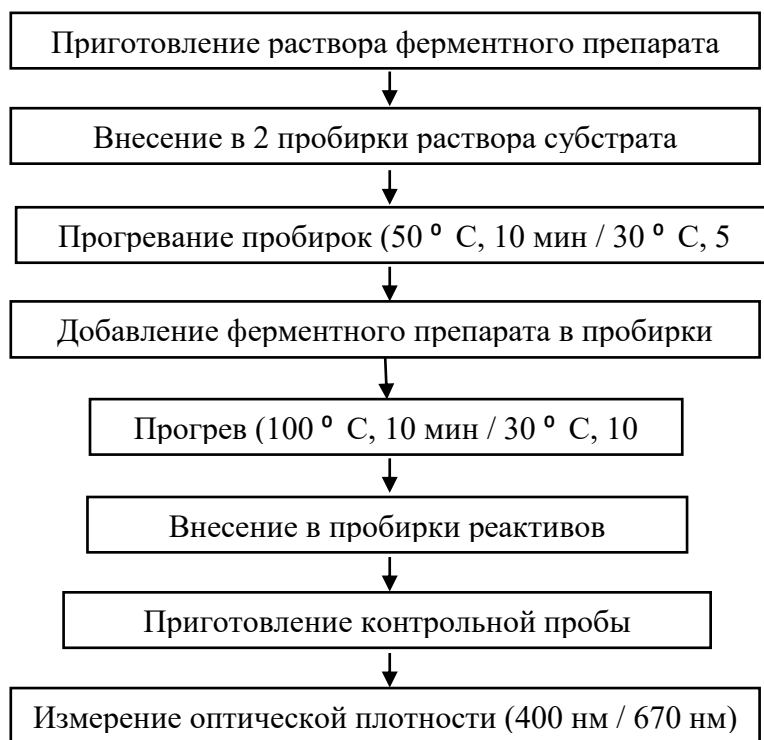 Приготовление раствора ферментного препарата
Внесение в 2 пробирки раствора субстрата
Прогревание пробирок (50 ⁰ С, 10 мин / 30 ⁰ С, 5
Добавление ферментного препарата в пробирки
Прогрев (100 ⁰ С, 10 мин / 30 ⁰ С, 10
Внесение в пробирки реактивов
Приготовление контрольной пробы
Измерение оптической плотности (400 нм / 670 нм)